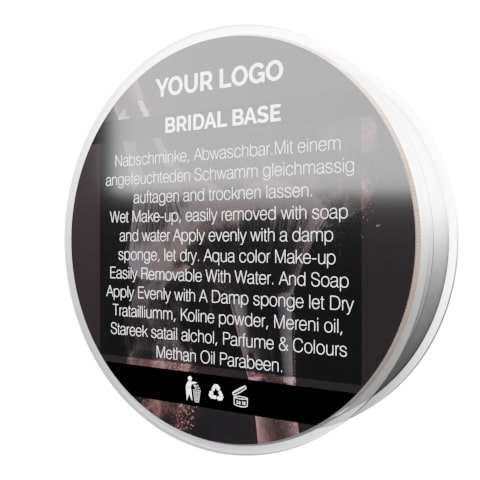 YOUR LOGO
BRIDAL BASE
Nabschminke, Abwaschbar.Mit einem
angefeuchteden Schwamm gleichmassig
auftagen and trocknen lassen.
Wet Make-up, easily removed with soap
and water Apply evenly with a damp
sponge, let dry. Aqua color Make-up
Easily Removable With Water. And Soap
Apply Evenly with A Damp sponge let Dry
Tratailliumm, Koline powder, Mereni oil,
Stareek satail alchol, Parfume & Colours
Methan Oil Parabeen.